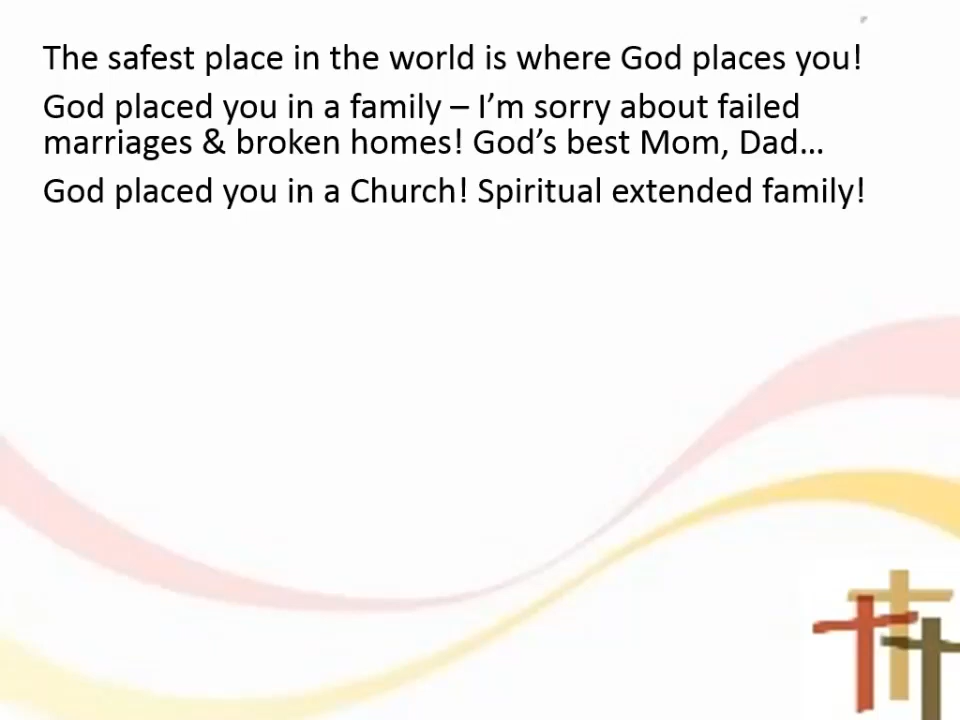 The safest place in the world is where God places you!
God placed you in a family – I’m sorry about failed
marriages & broken homes! God’s best Mom, Dad…
God placed you in a Church! Spiritual extended family!